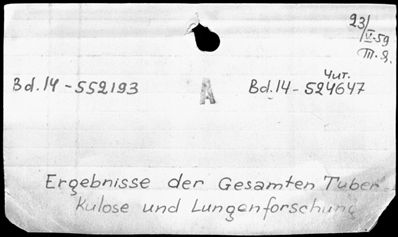 23/V-59
Чит.
Bd.14-552193 A Bd.14-524647
Ergebnisse der Gesamten Tuber-
kulose und Lungenforschung